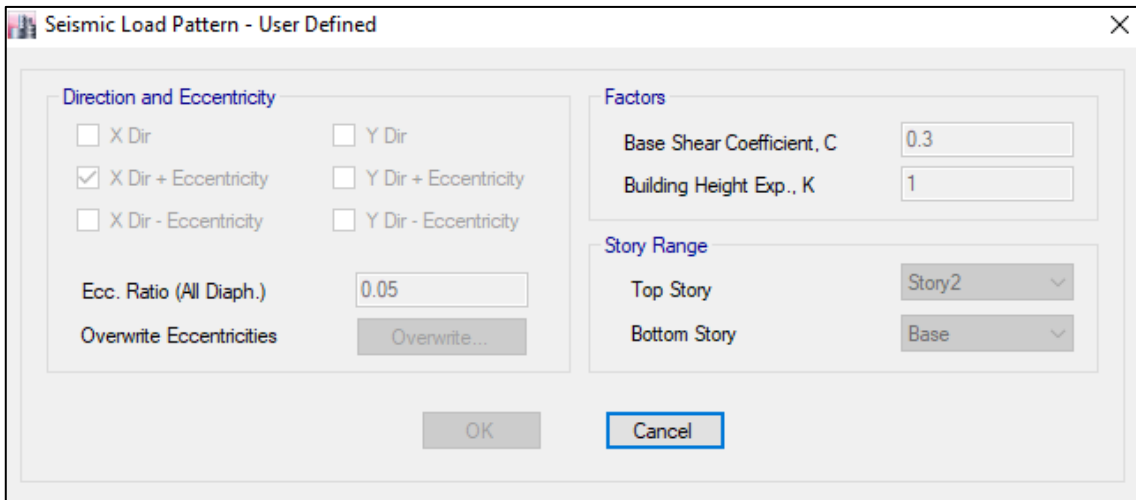 Seismic Load Pattern - User Defined
Direction and Eccentricity
X Dir
Y Dir
X Dir + Eccentricity
Y Dir + Eccentricity
X Dir - Eccentricity
Y Dir - Eccentricity
Ecc. Ratio (All Diaph.)
0.05
Overwrite Eccentricities
Overwrite...
Factors
Base Shear Coefficient, C
0.3
Building Height Exp., K
1
Story Range
Top Story
Story2
Bottom Story
Base
OK
Cancel